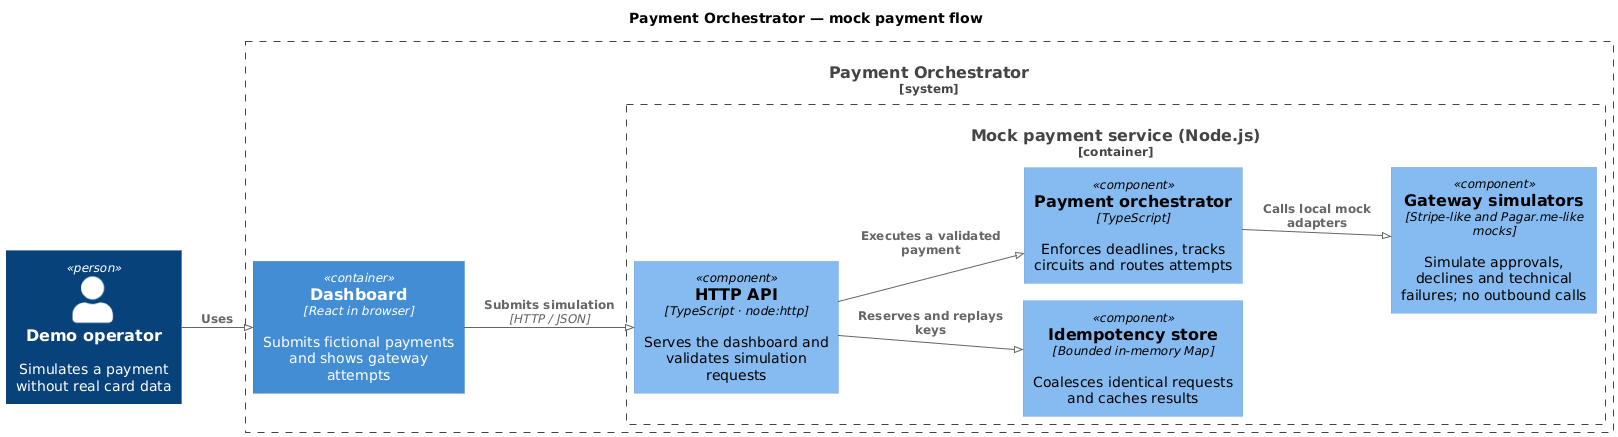 Payment Orchestrator — mock payment flow
Payment Orchestrator
[system]
Mock payment service (Node.js)
[container]
«person»
Demo operator
Simulates a payment
without real card data
Uses
«container»
Dashboard
[React in browser]
Submits fictional payments
and shows gateway
attempts
Submits simulation
[HTTP / JSON]
«component»
HTTP API
[TypeScript · node:http]
Serves the dashboard and
validates simulation
requests
Executes a validated
payment
Reserves and replays
keys
«component»
Payment orchestrator
[TypeScript]
Enforces deadlines, tracks
circuits and routes attempts
«component»
Idempotency store
[Bounded in-memory Map]
Coalesces identical requests
and caches results
Calls local mock
adapters
«component»
Gateway simulators
[Stripe-like and Pagar.me-like
mocks]
Simulate approvals,
declines and technical
failures; no outbound calls